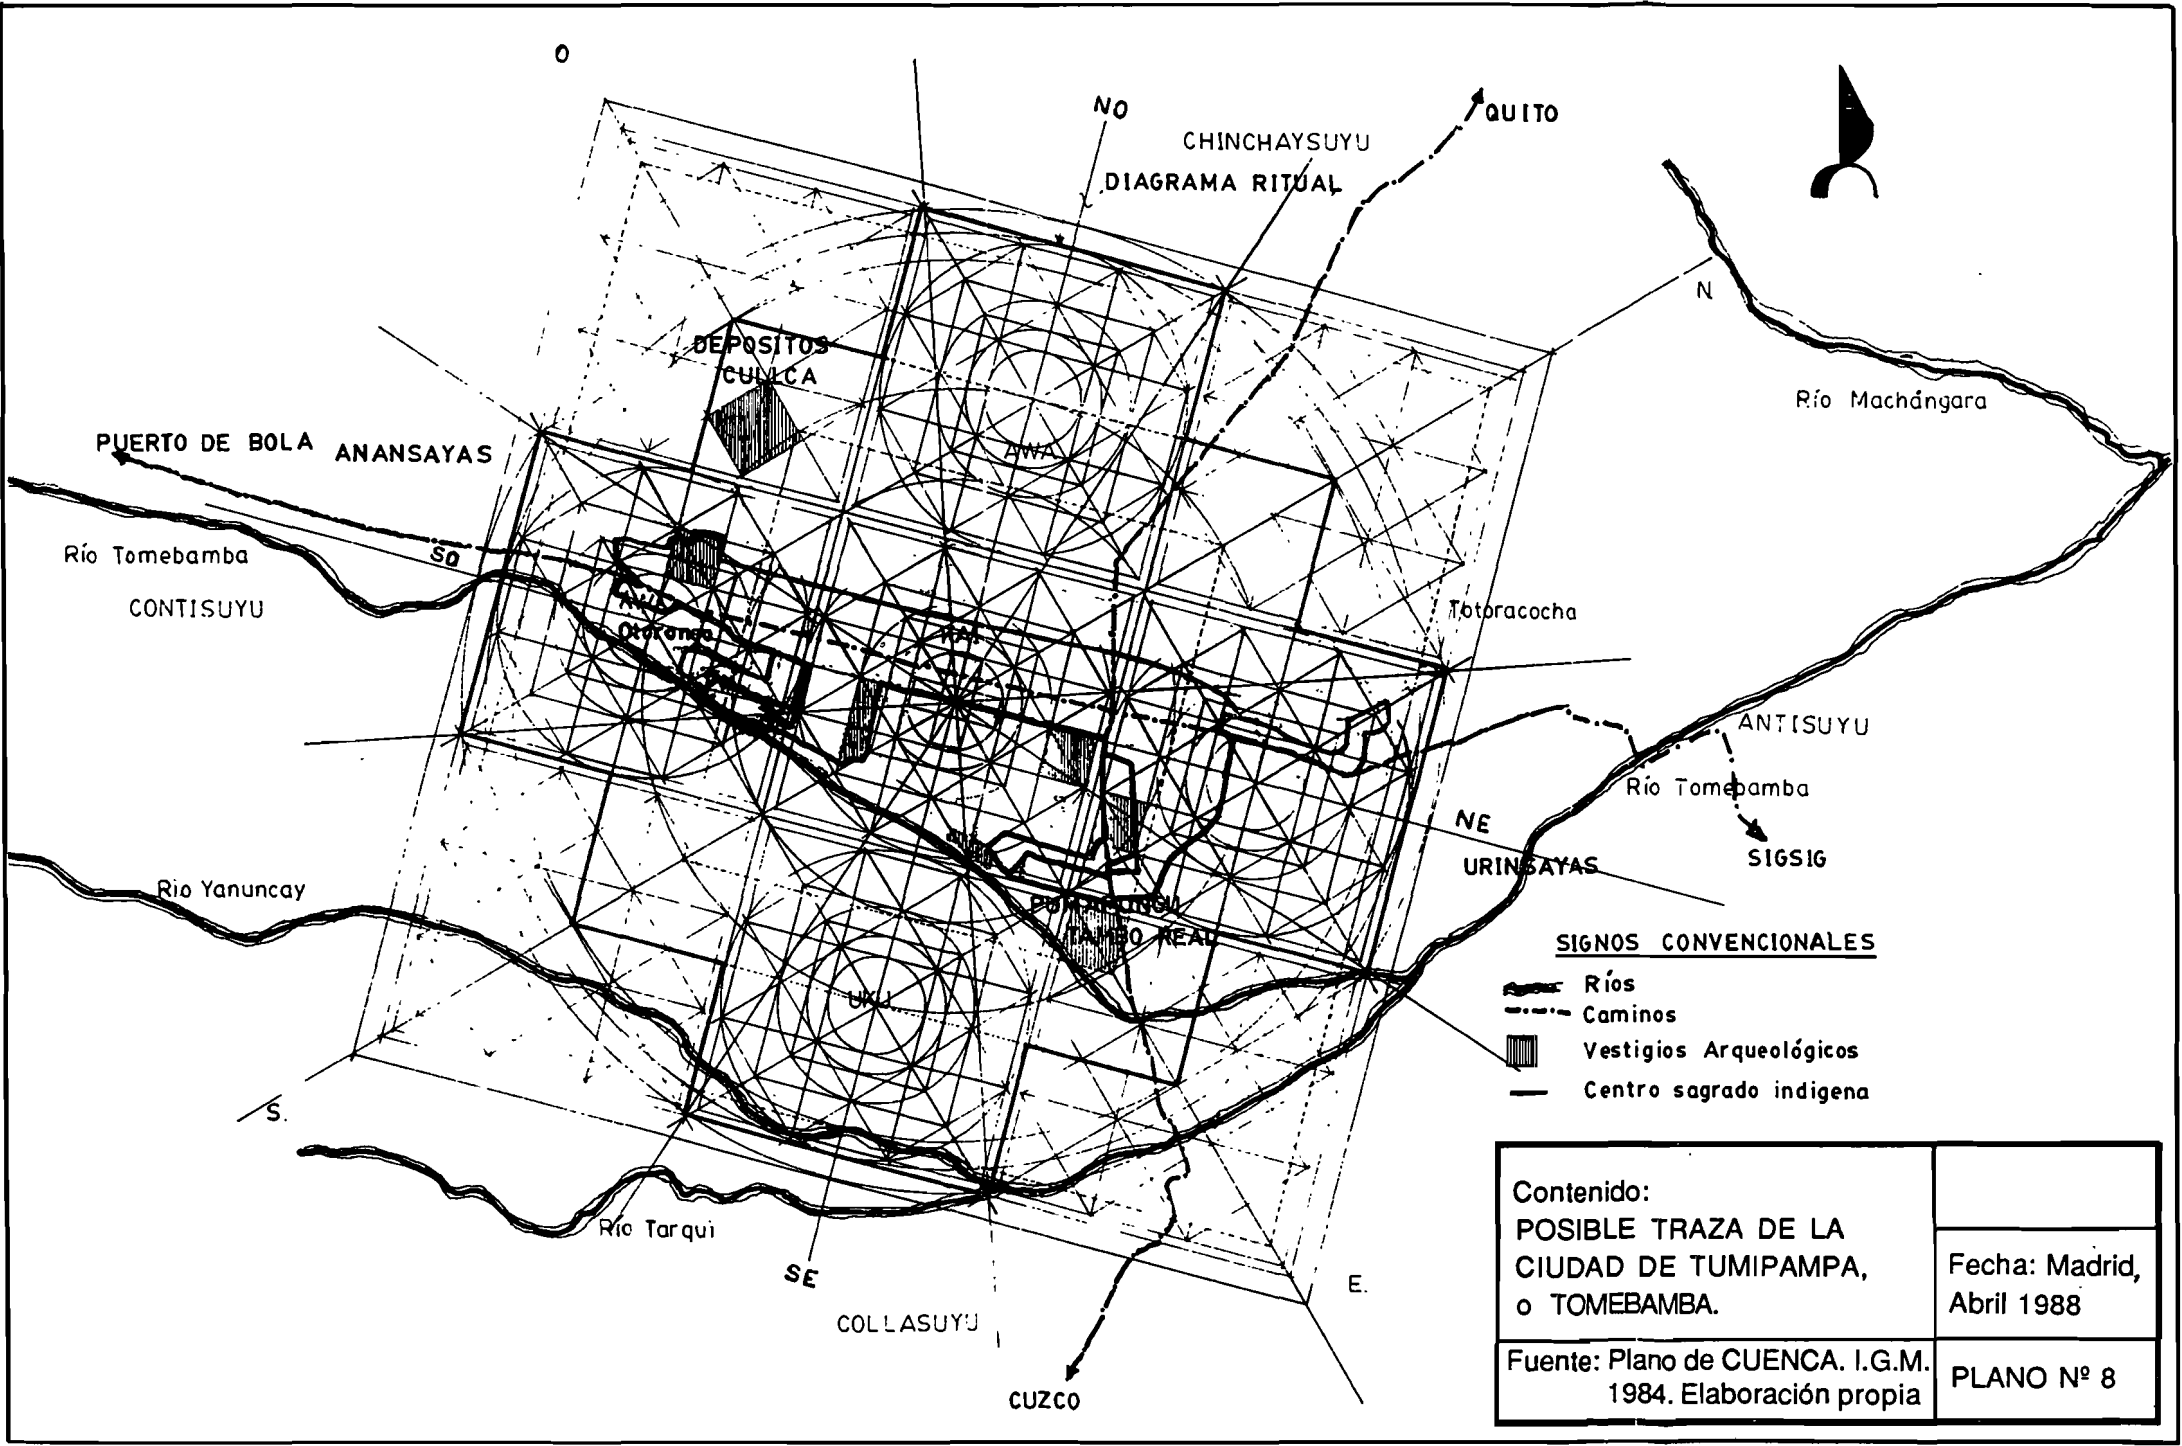 O
NO
CHINCHAYSUYU
DIAGRAMA RITUAL
QUITO
N
DEPOSITOS
CULLCA
Río Machángara
PUERTO DE BOLA
ANANSAYAS
AWA
Río Tomebamba
SO
CONTISUYU
Totoracocha
Otorongo
KAI
ANTISUYU
Río Tomebamba
NE
SIGSIG
URINSAYAS
Rio Yanuncay
PUMAPUNGU
TAMBO REAL
UKU
SIGNOS CONVENCIONALES
Ríos
Caminos
Vestigios Arqueológicos
Centro sagrado indigena
S.
Río Tarqui
SE
E.
COLLASUYU
CUZCO
Contenido:
POSIBLE TRAZA DE LA
CIUDAD DE TUMIPAMPA,
o TOMEBAMBA.
Fecha: Madrid,
Abril 1988
Fuente: Plano de CUENCA. I.G.M.
1984. Elaboración propia
PLANO Nº 8